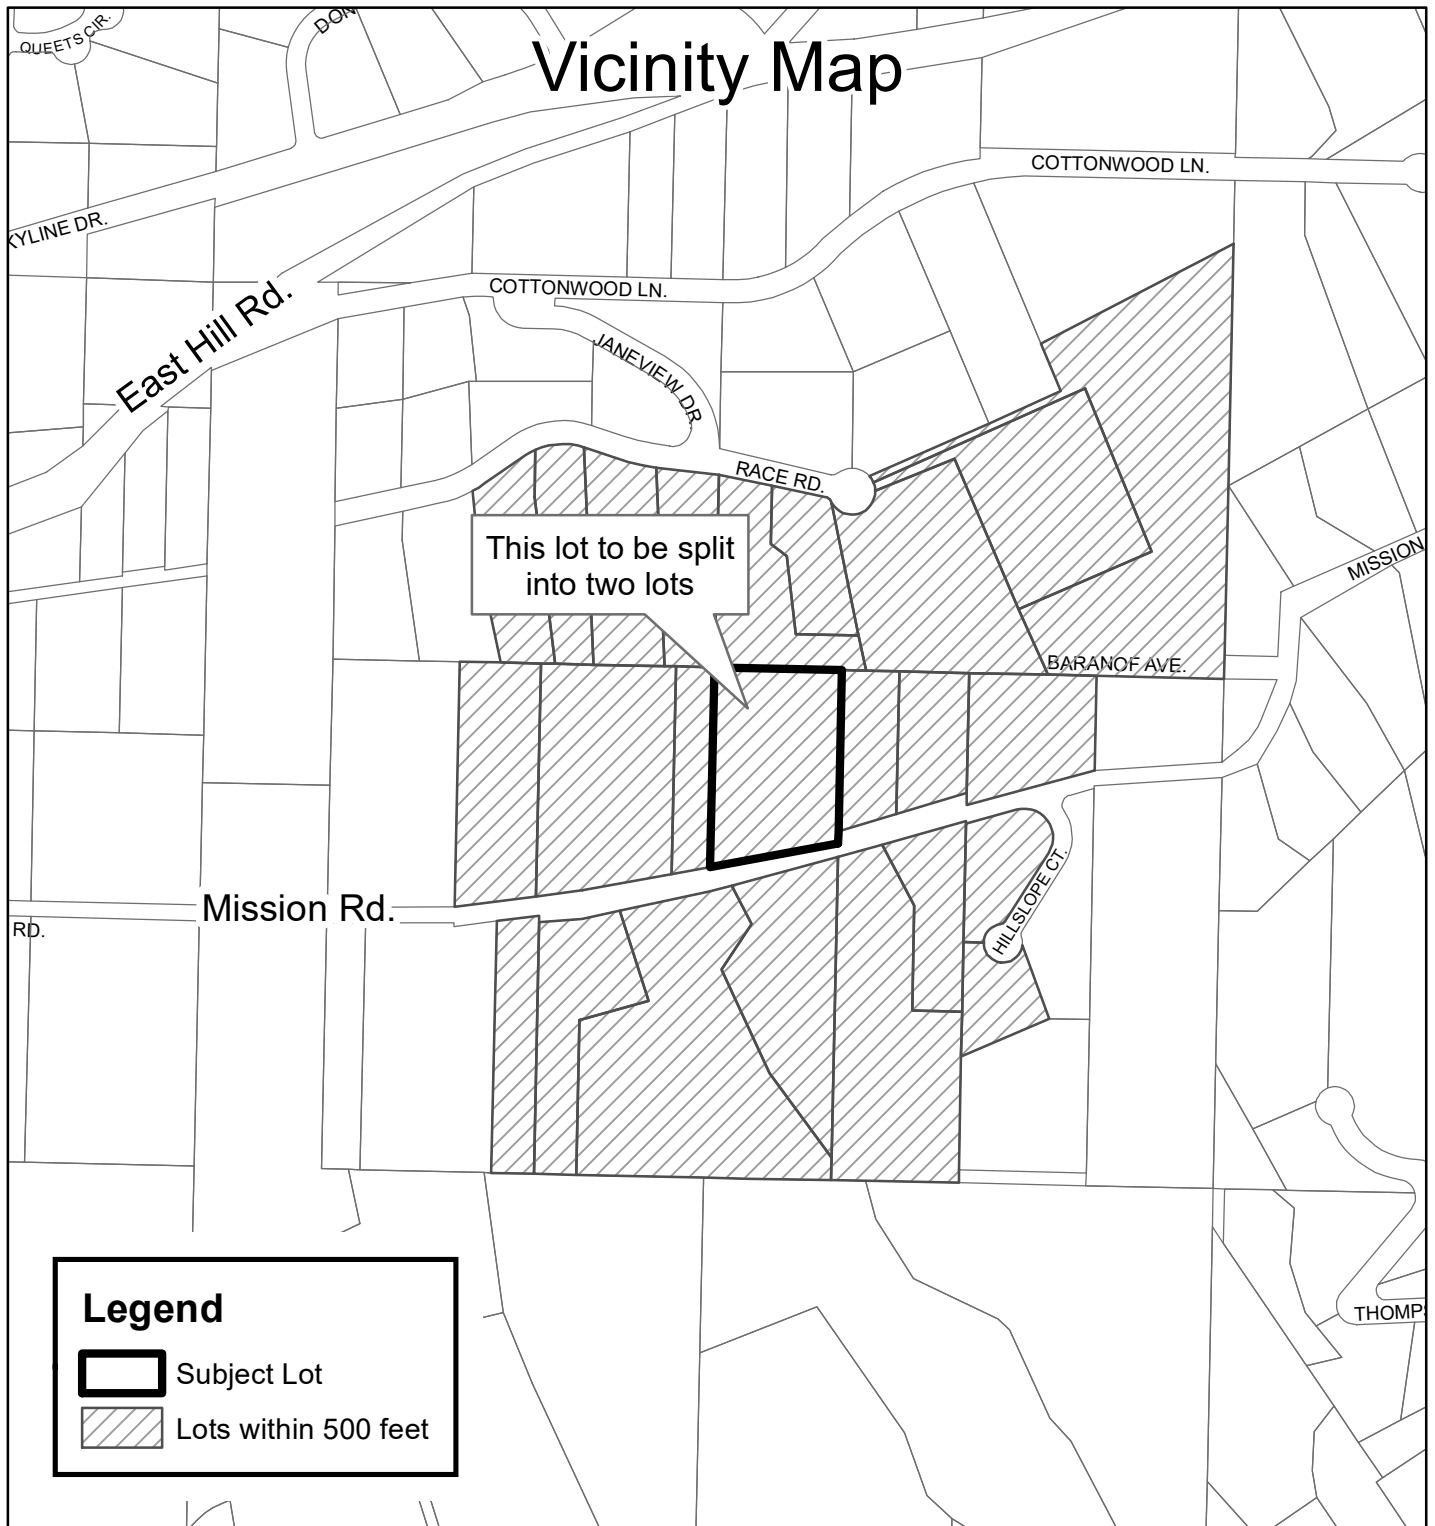 QUEETS CIR.
Vicinity Map
COTTONWOOD LN.
KYLINE DR.
COTTONWOOD LN.
East Hill Rd.
JANEVIEW DR.
RACE RD.
This lot to be split
into two lots
MISSION
BARANOF AVE.
HILLSLOPE CT.
Mission Rd.
RD.
Legend
Subject Lot
Lots within 500 feet